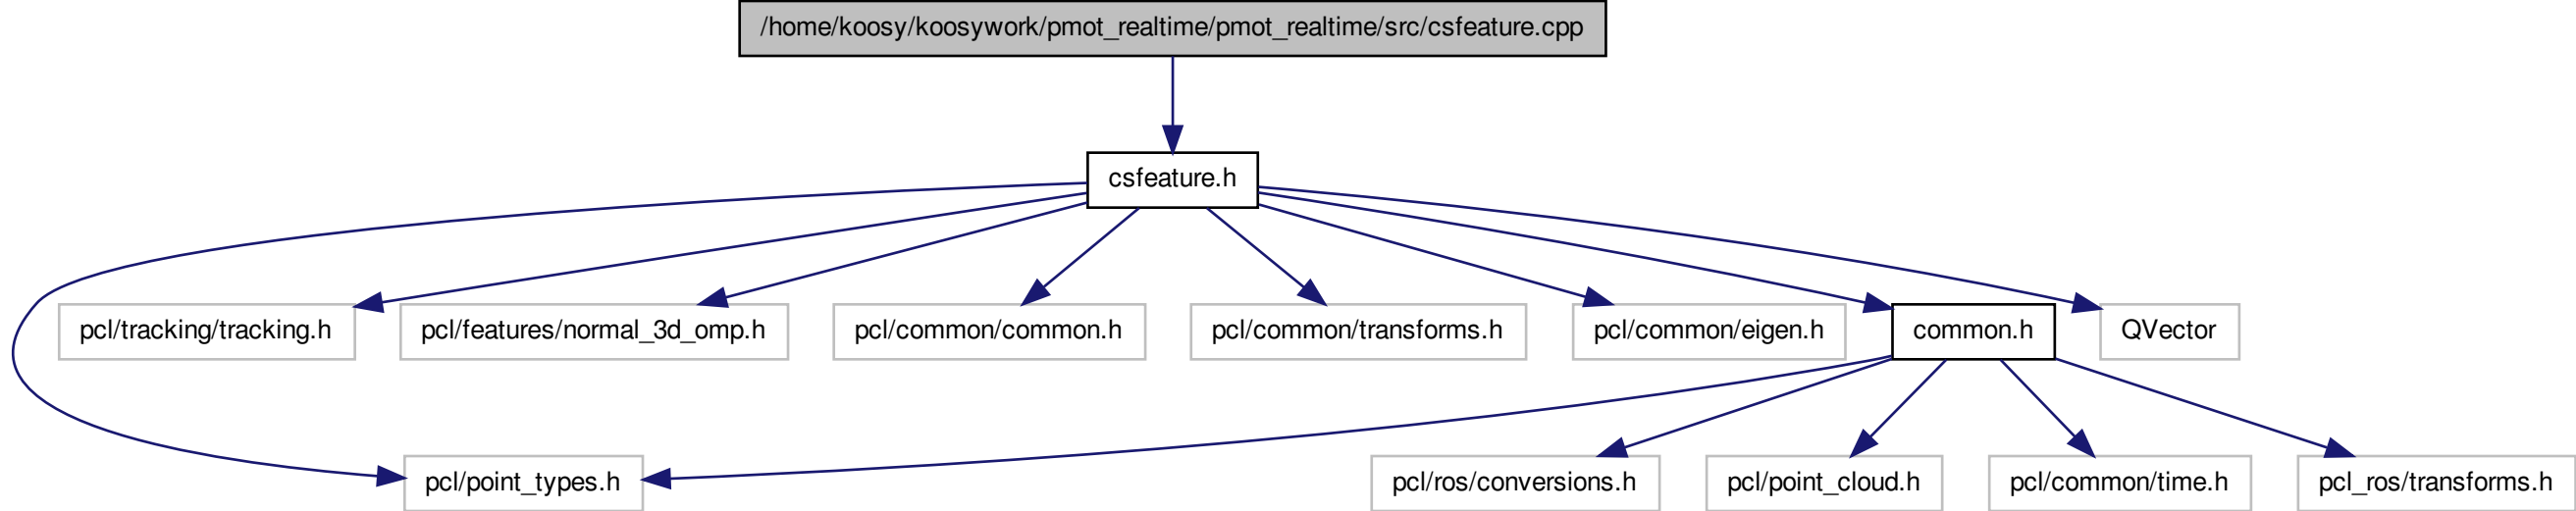 /home/koosy/koosywork/pmot_realtime/pmot_realtime/src/csfeature.cpp
csfeature.h
pcl/tracking/tracking.h
pcl/features/normal_3d_omp.h
pcl/common/common.h
pcl/common/transforms.h
pcl/common/eigen.h
common.h
QVector
pcl/point_types.h
pcl/ros/conversions.h
pcl/point_cloud.h
pcl/common/time.h
pcl_ros/transforms.h